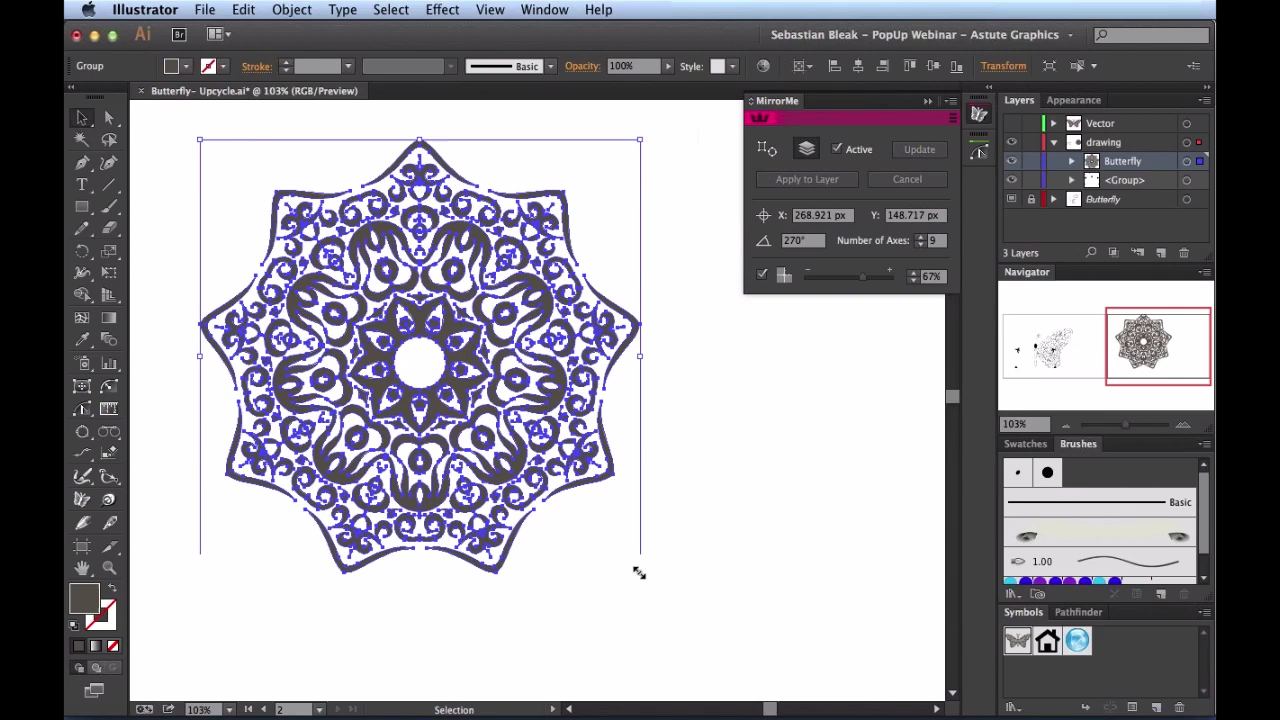 Illustrator File Edit Object Type Select Effect View Window Help
Ai Br Sebastian Bleak – PopUp Webinar – Astute Graphics
Group Stroke: Basic Opacity: 100% Style: Transform
× Butterfly– Upcycle.ai* @ 103% (RGB/Preview)
MirrorMe
Active Update
Apply to Layer Cancel
X: 268.921 px Y: 148.717 px
270° Number of Axes: 9
67%
Layers Appearance
Vector
drawing
Butterfly
<Group>
Butterfly
3 Layers
Navigator
103%
Swatches Brushes
Basic
1.00
Symbols Pathfinder
103% 2 Selection